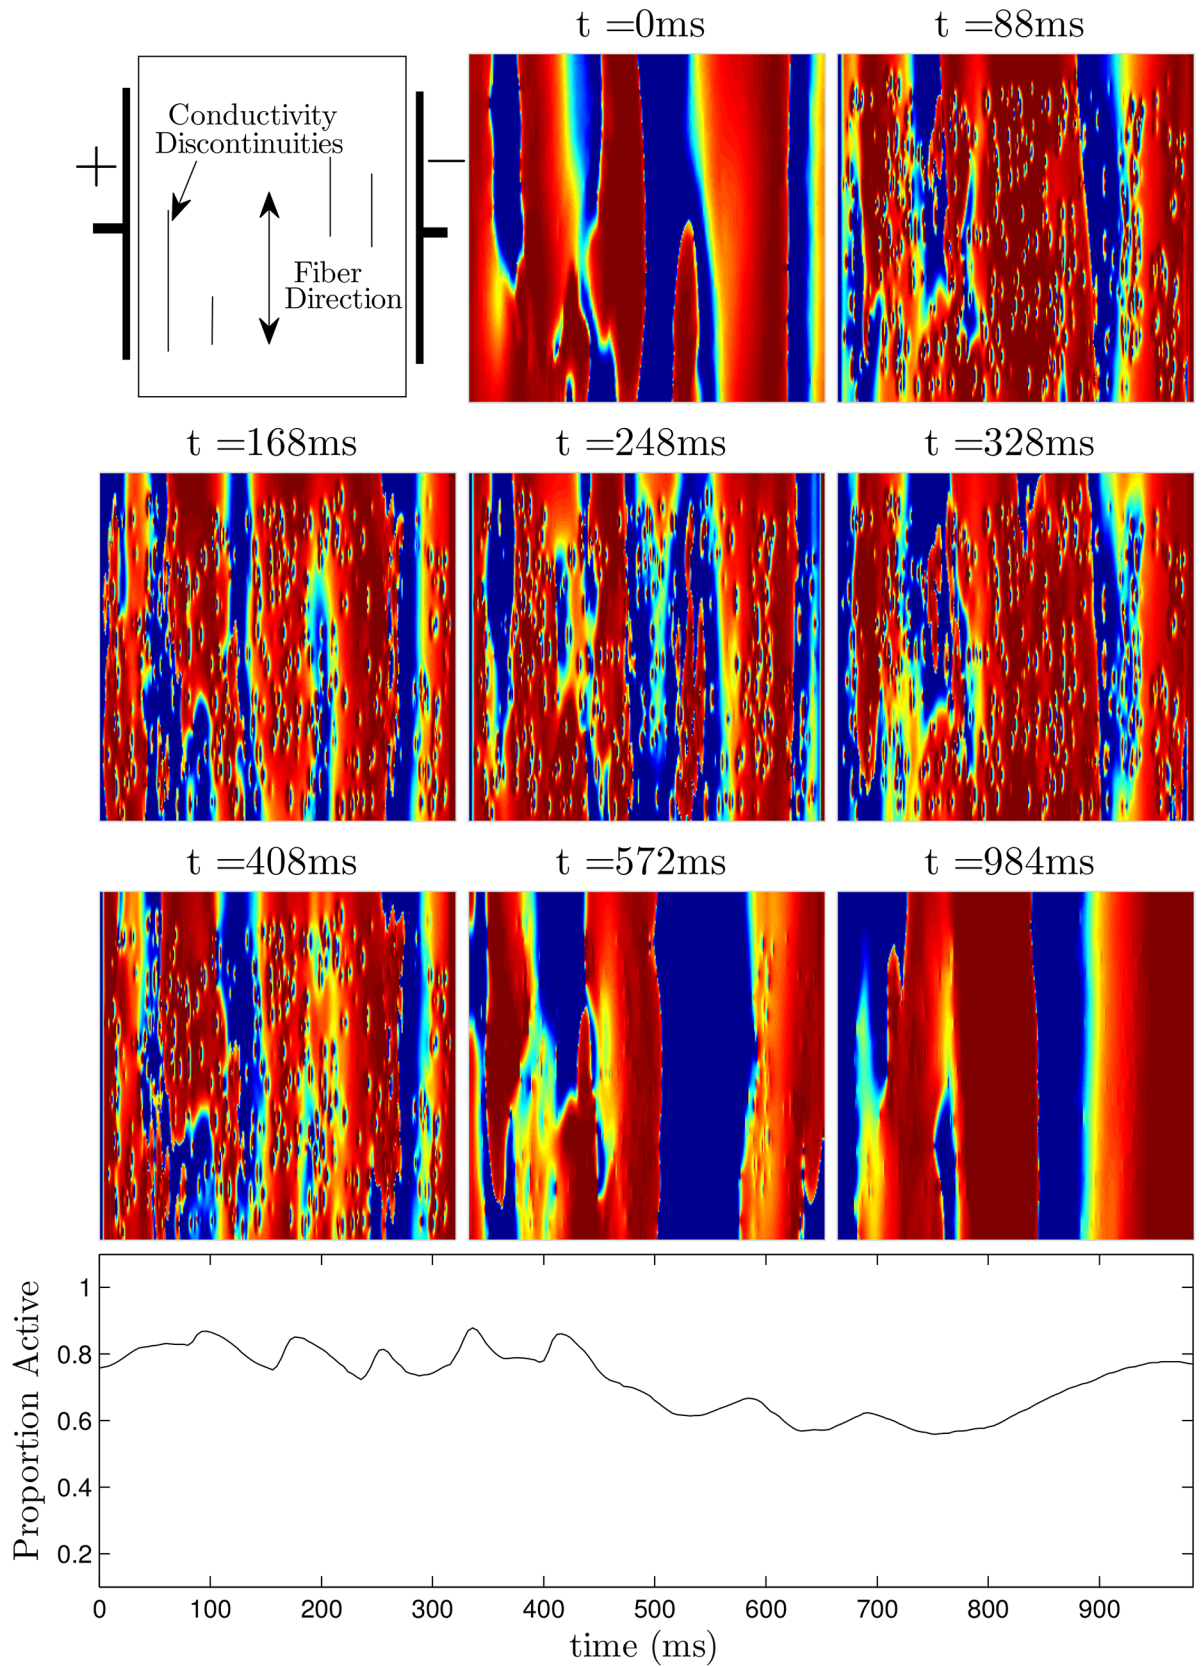 t =0ms
t =88ms
Conductivity
Discontinuities
+
−
Fiber
Direction
t =168ms
t =248ms
t =328ms
t =408ms
t =572ms
t =984ms
Proportion Active
1
0.8
0.6
0.4
0.2
0 100 200 300 400 500 600 700 800 900
time (ms)